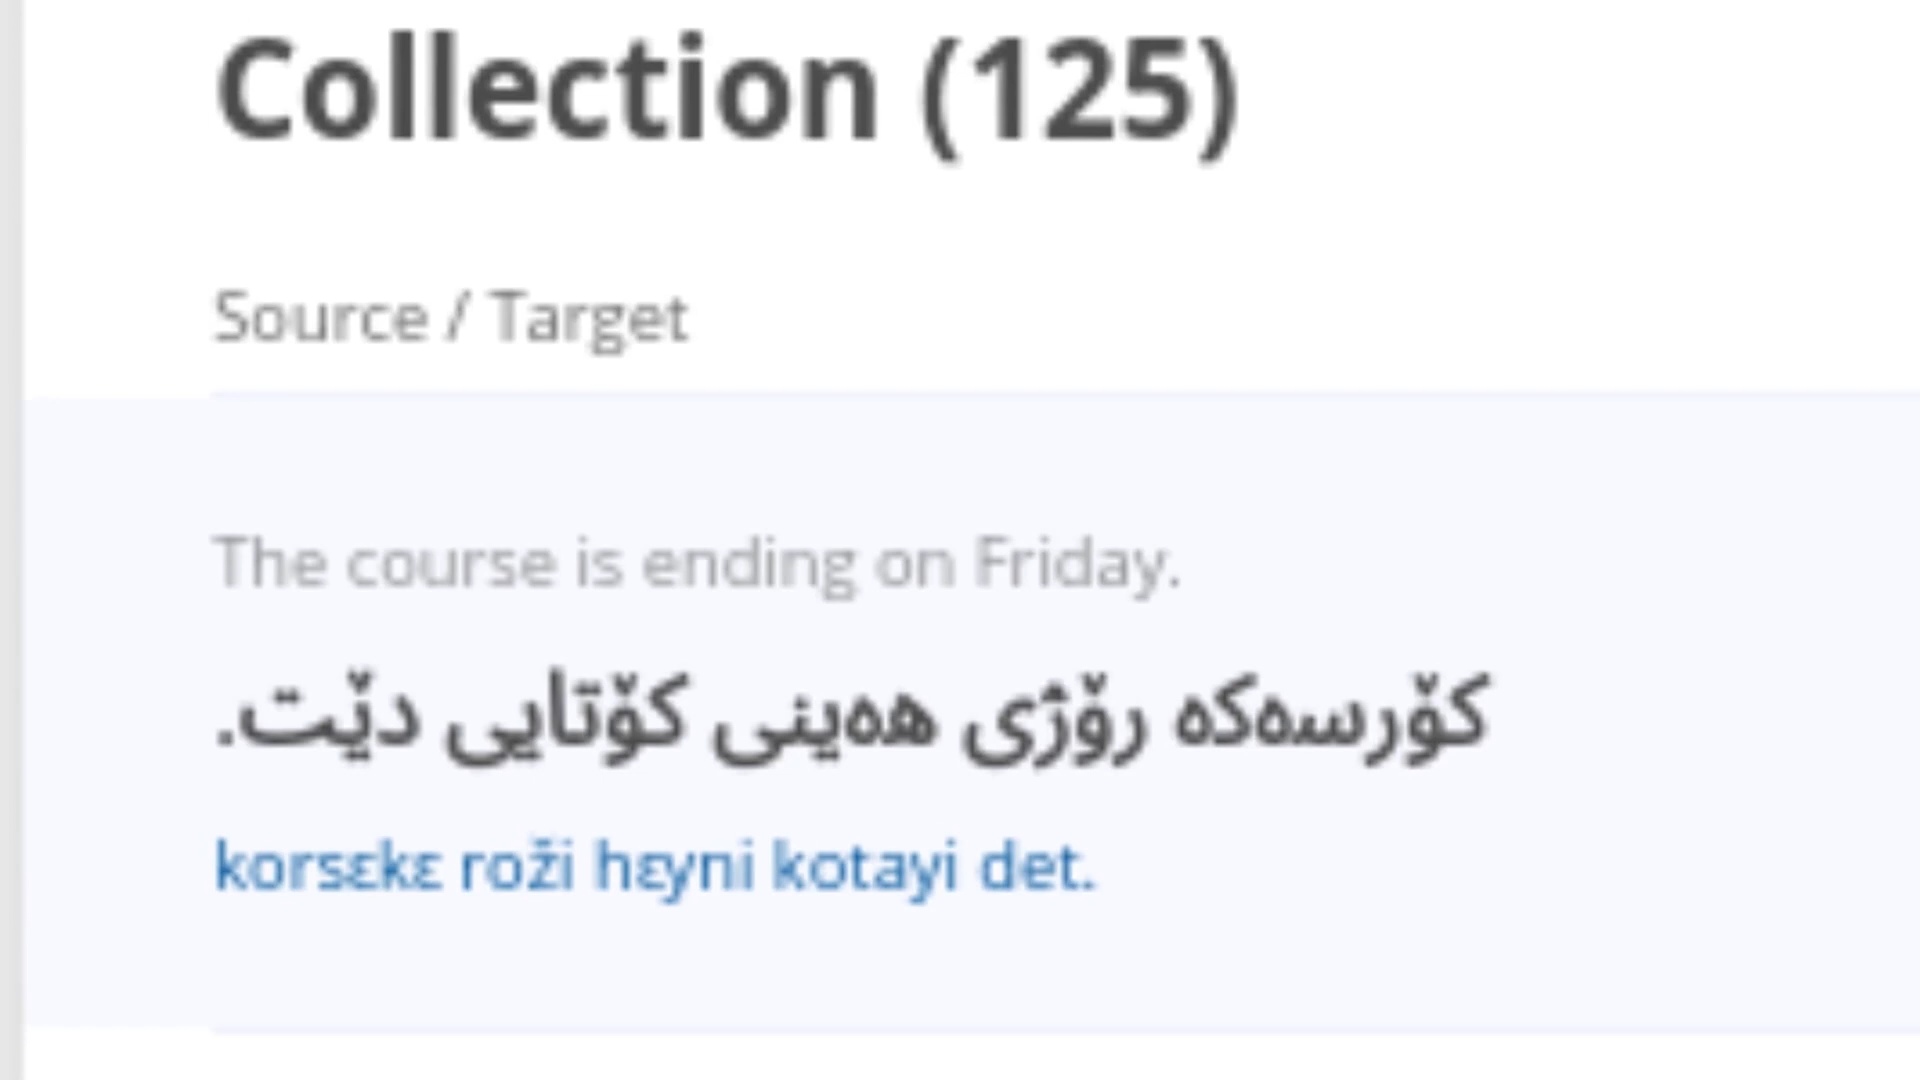 Collection (125)
Source / Target
The course is ending on Friday.
کۆرسەکە رۆژی هەینی کۆتایی دێت.
korsɛkɛ roži hɛyni kotayi det.